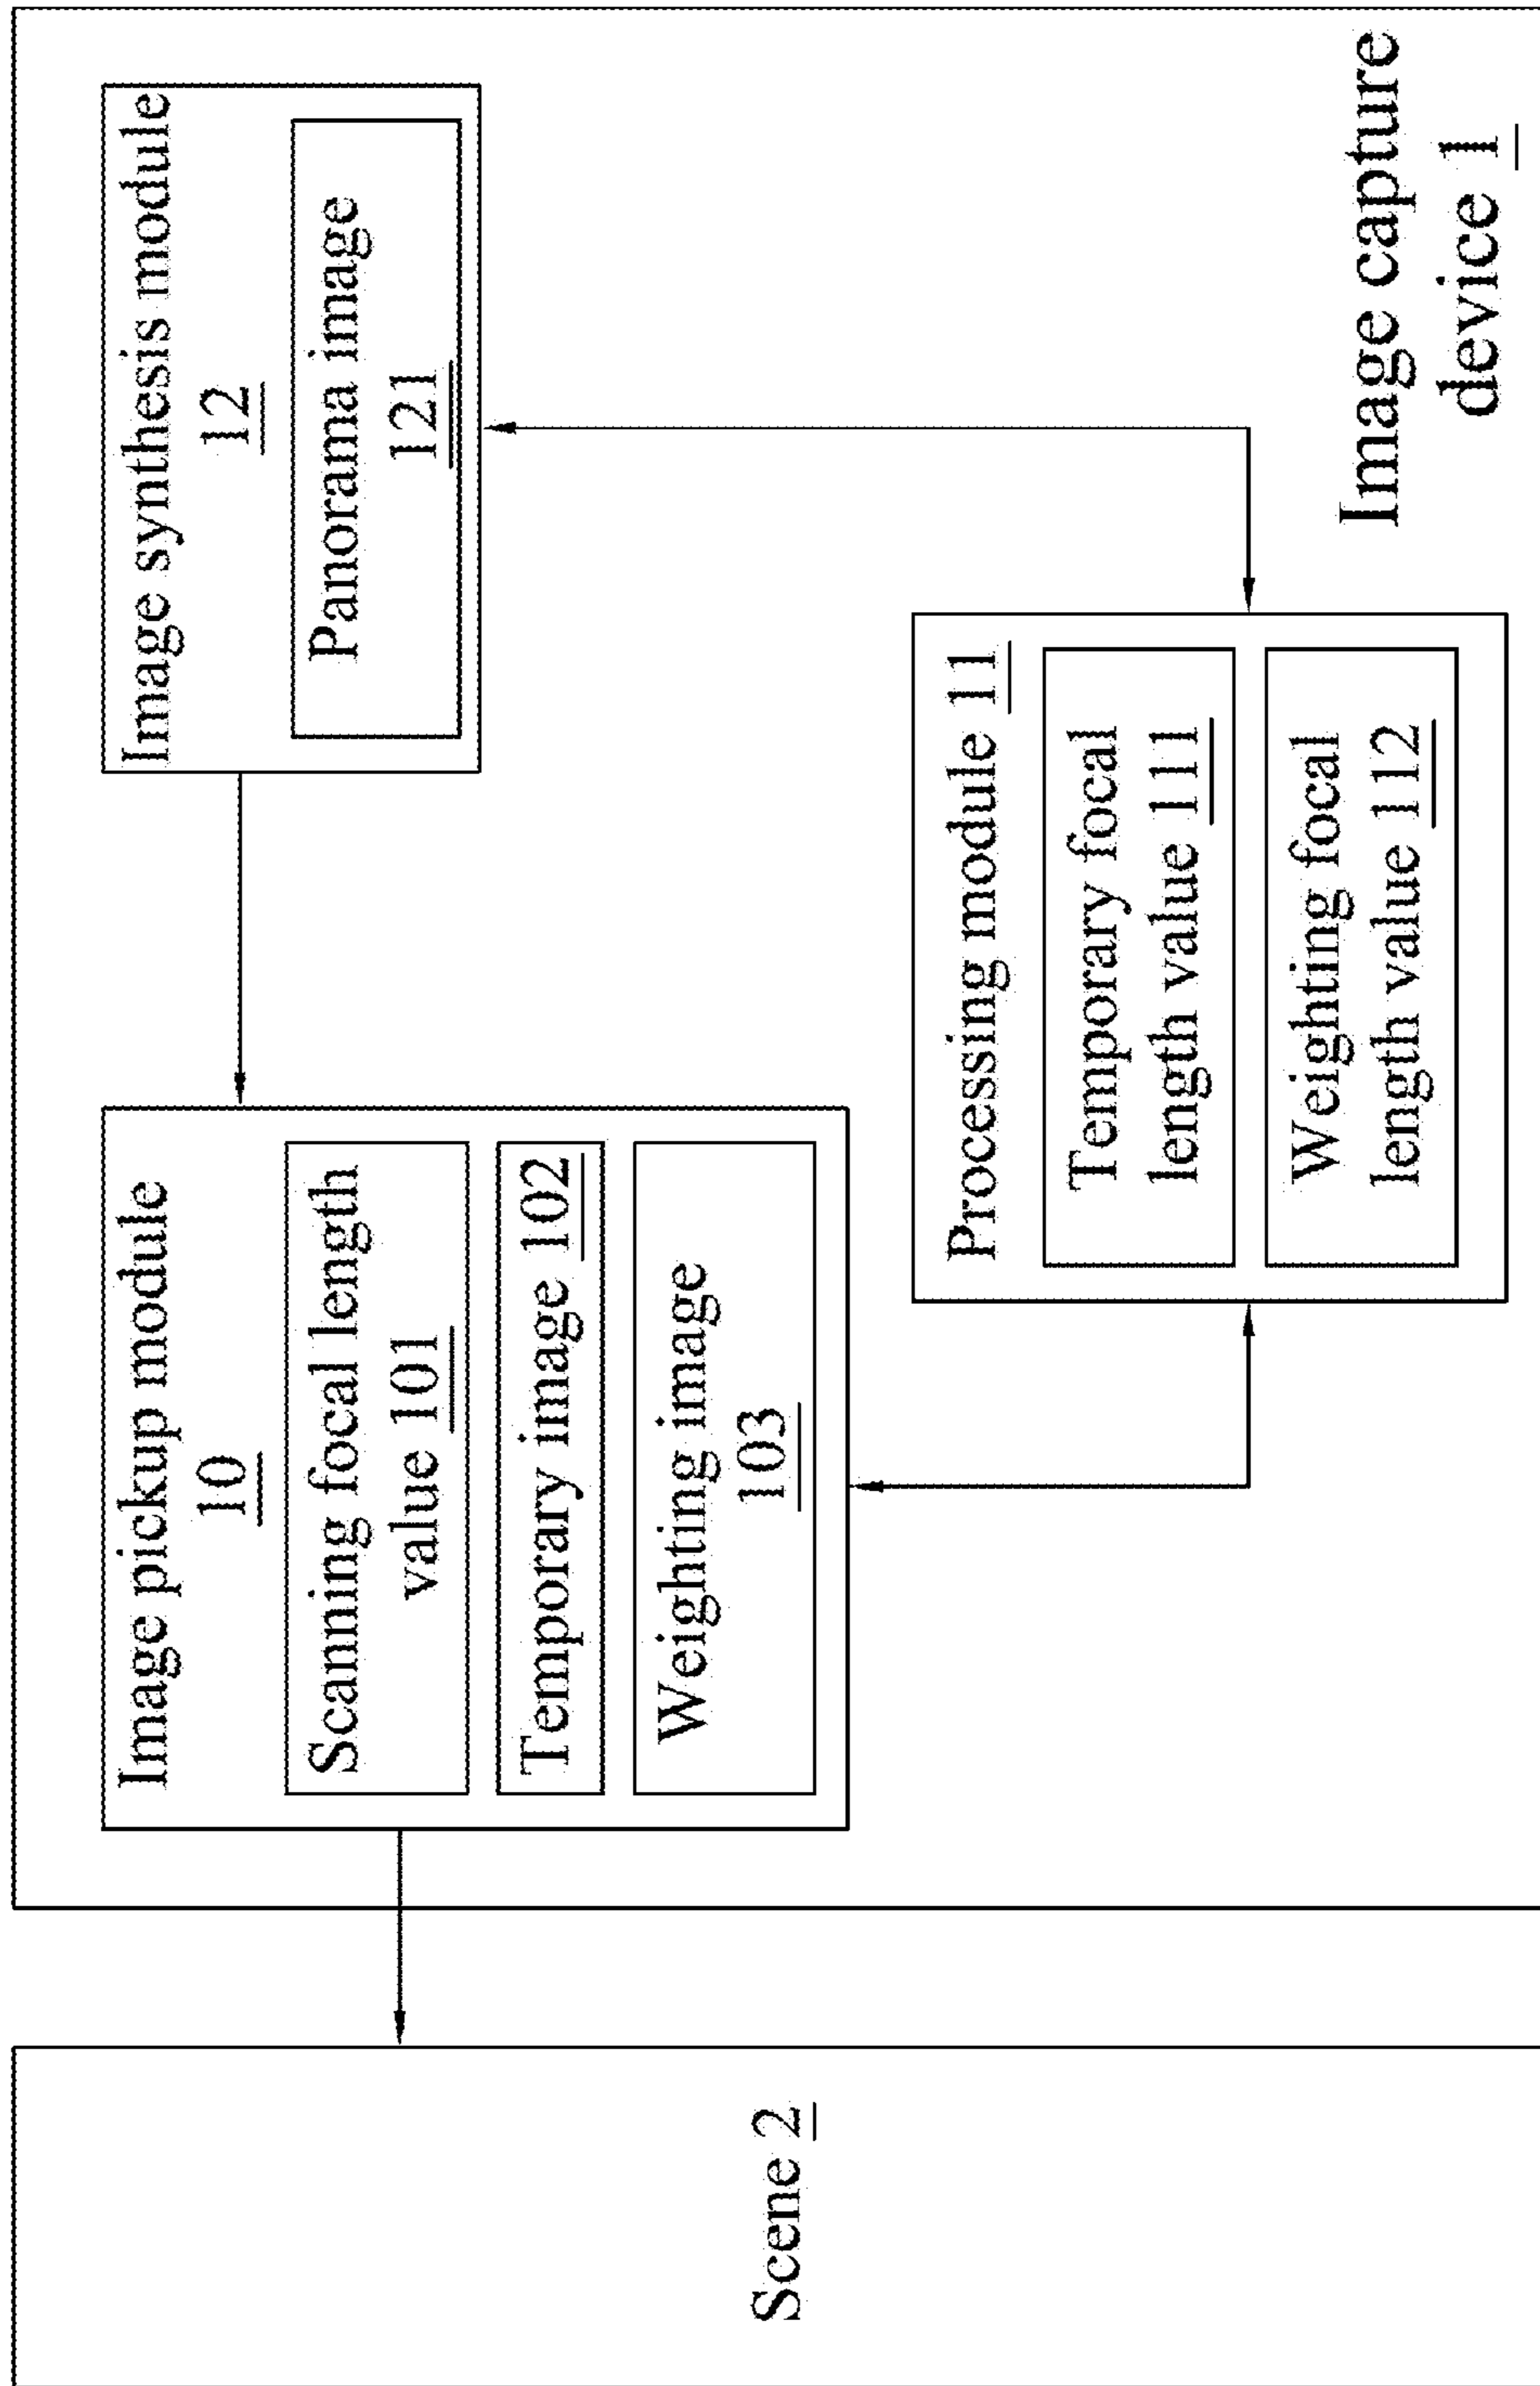 Scene 2
Image pickup module
10
Scanning focal length
value 101
Temporary image 102
Weighting image
103
Image synthesis module
12
Panorama image
121
Processing module 11
Temporary focal
length value 111
Weighting focal
length value 112
Image capture
device 1